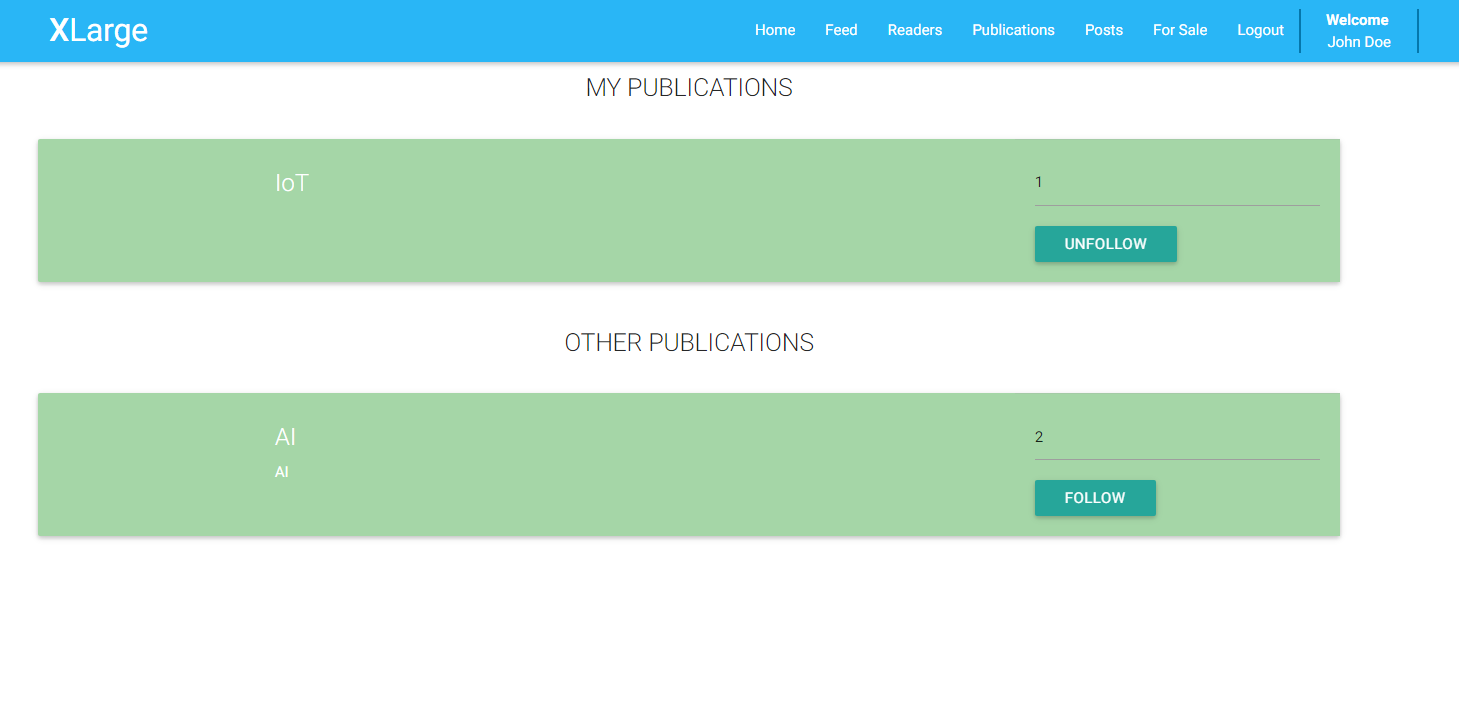 XLarge
Home Feed Readers Publications Posts For Sale Logout
Welcome
John Doe
MY PUBLICATIONS
IoT
1
UNFOLLOW
OTHER PUBLICATIONS
AI
2
AI
FOLLOW